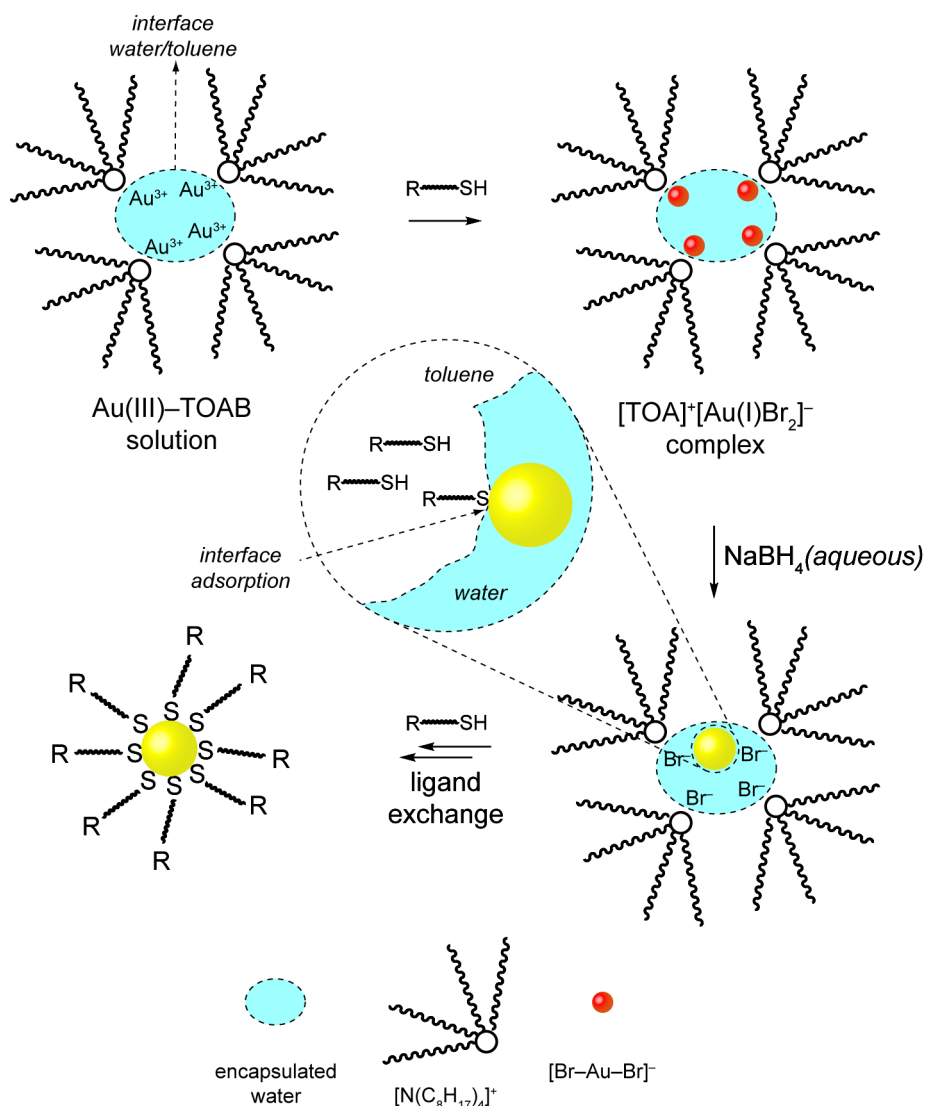 interface
water/toluene
Au³⁺ Au³⁺
Au³⁺ Au³⁺
R SH
Au(III)–TOAB
solution
[TOA]⁺[Au(I)Br₂]⁻
complex
toluene
R SH
R SH
R S
interface
adsorption
water
NaBH₄(aqueous)
R
R R
S
S S
R S S R
S S
S
R R
R
R SH
ligand
exchange
Br⁻ Br⁻
Br⁻ Br⁻
encapsulated
water
[N(C₈H₁₇)₄]⁺
[Br–Au–Br]⁻